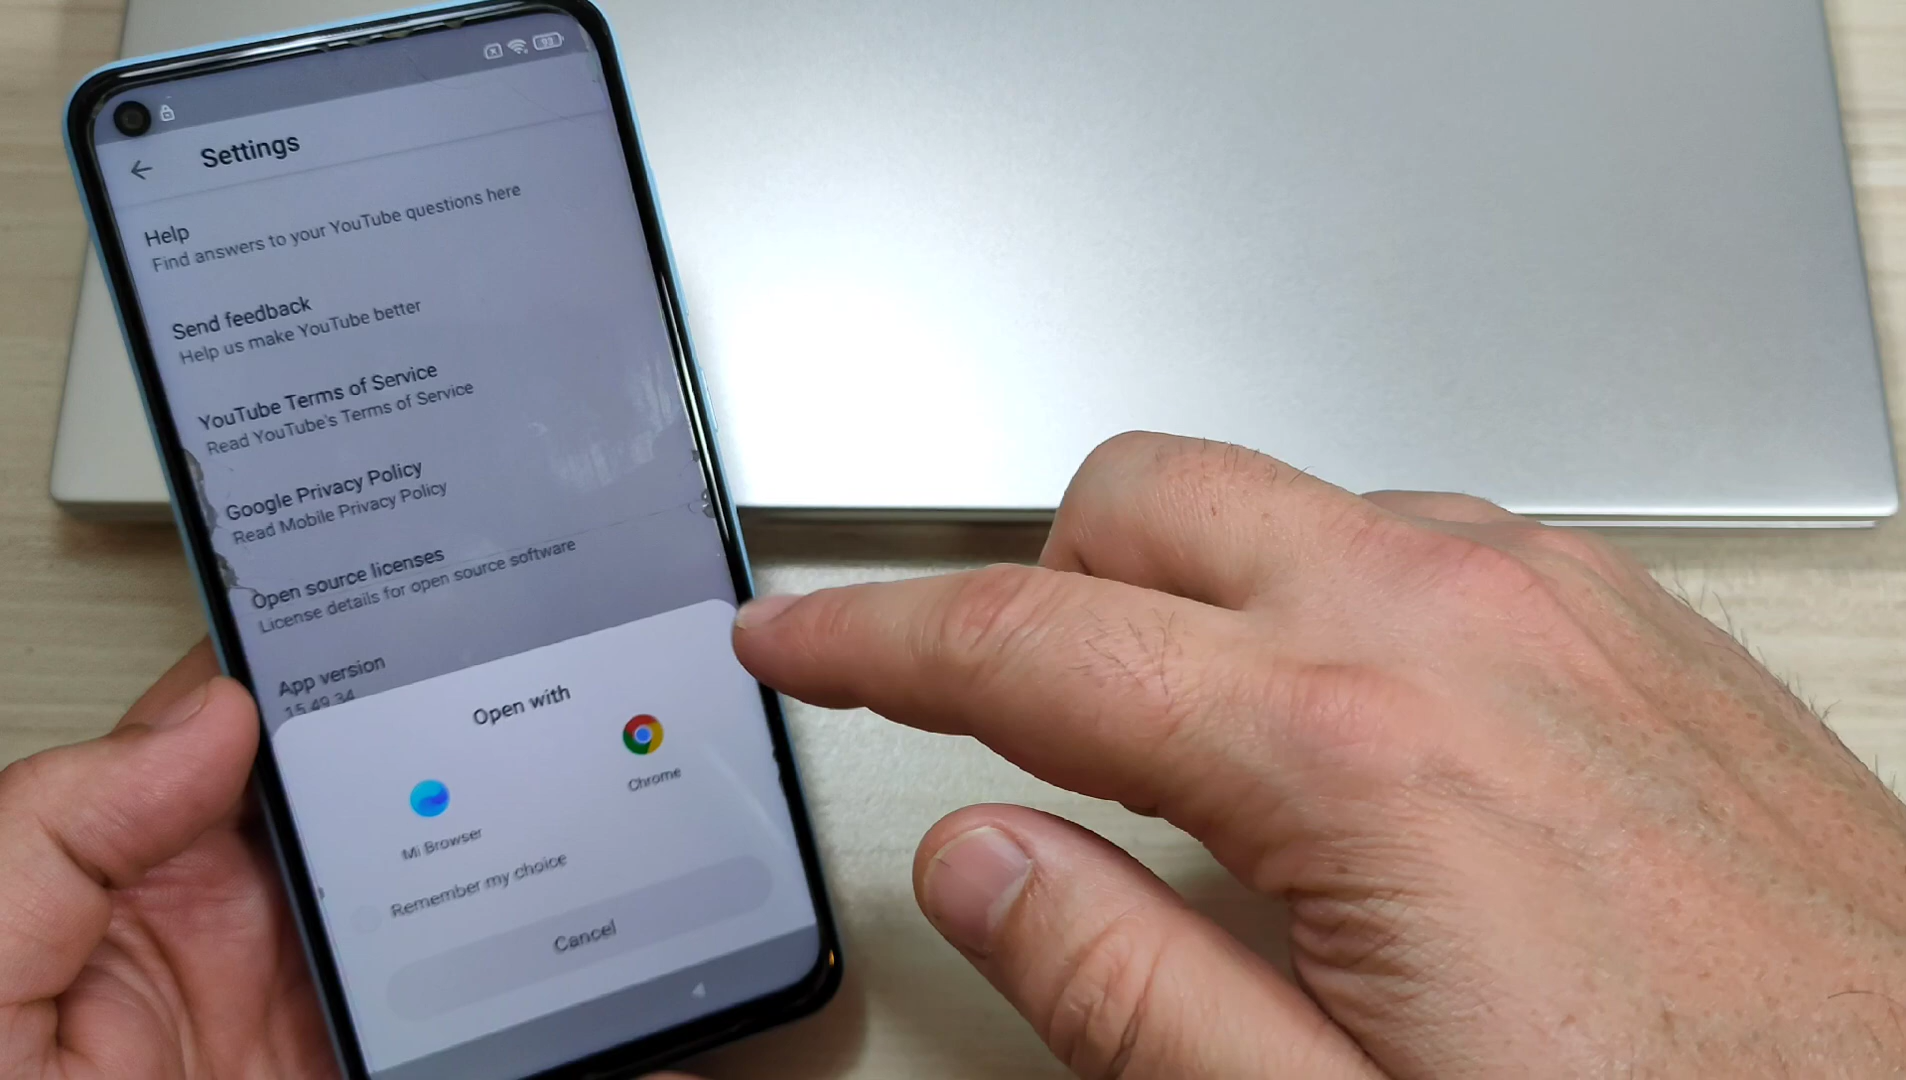 93
Settings
Help
Find answers to your YouTube questions here
Send feedback
Help us make YouTube better
YouTube Terms of Service
Read YouTube's Terms of Service
Google Privacy Policy
Read Mobile Privacy Policy
Open source licenses
License details for open source software
App version
15.49.34
Open with
Mi Browser
Chrome
Remember my choice
Cancel